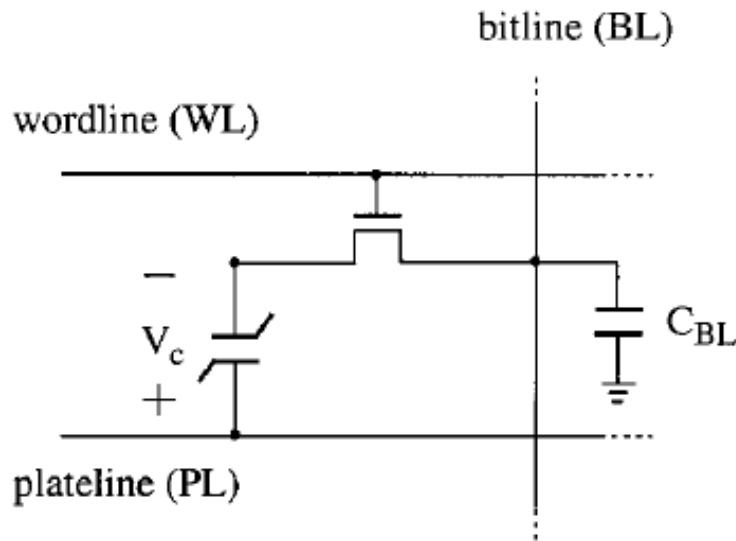 bitline (BL)
wordline (WL)
−
V_c
+
C_BL
plateline (PL)